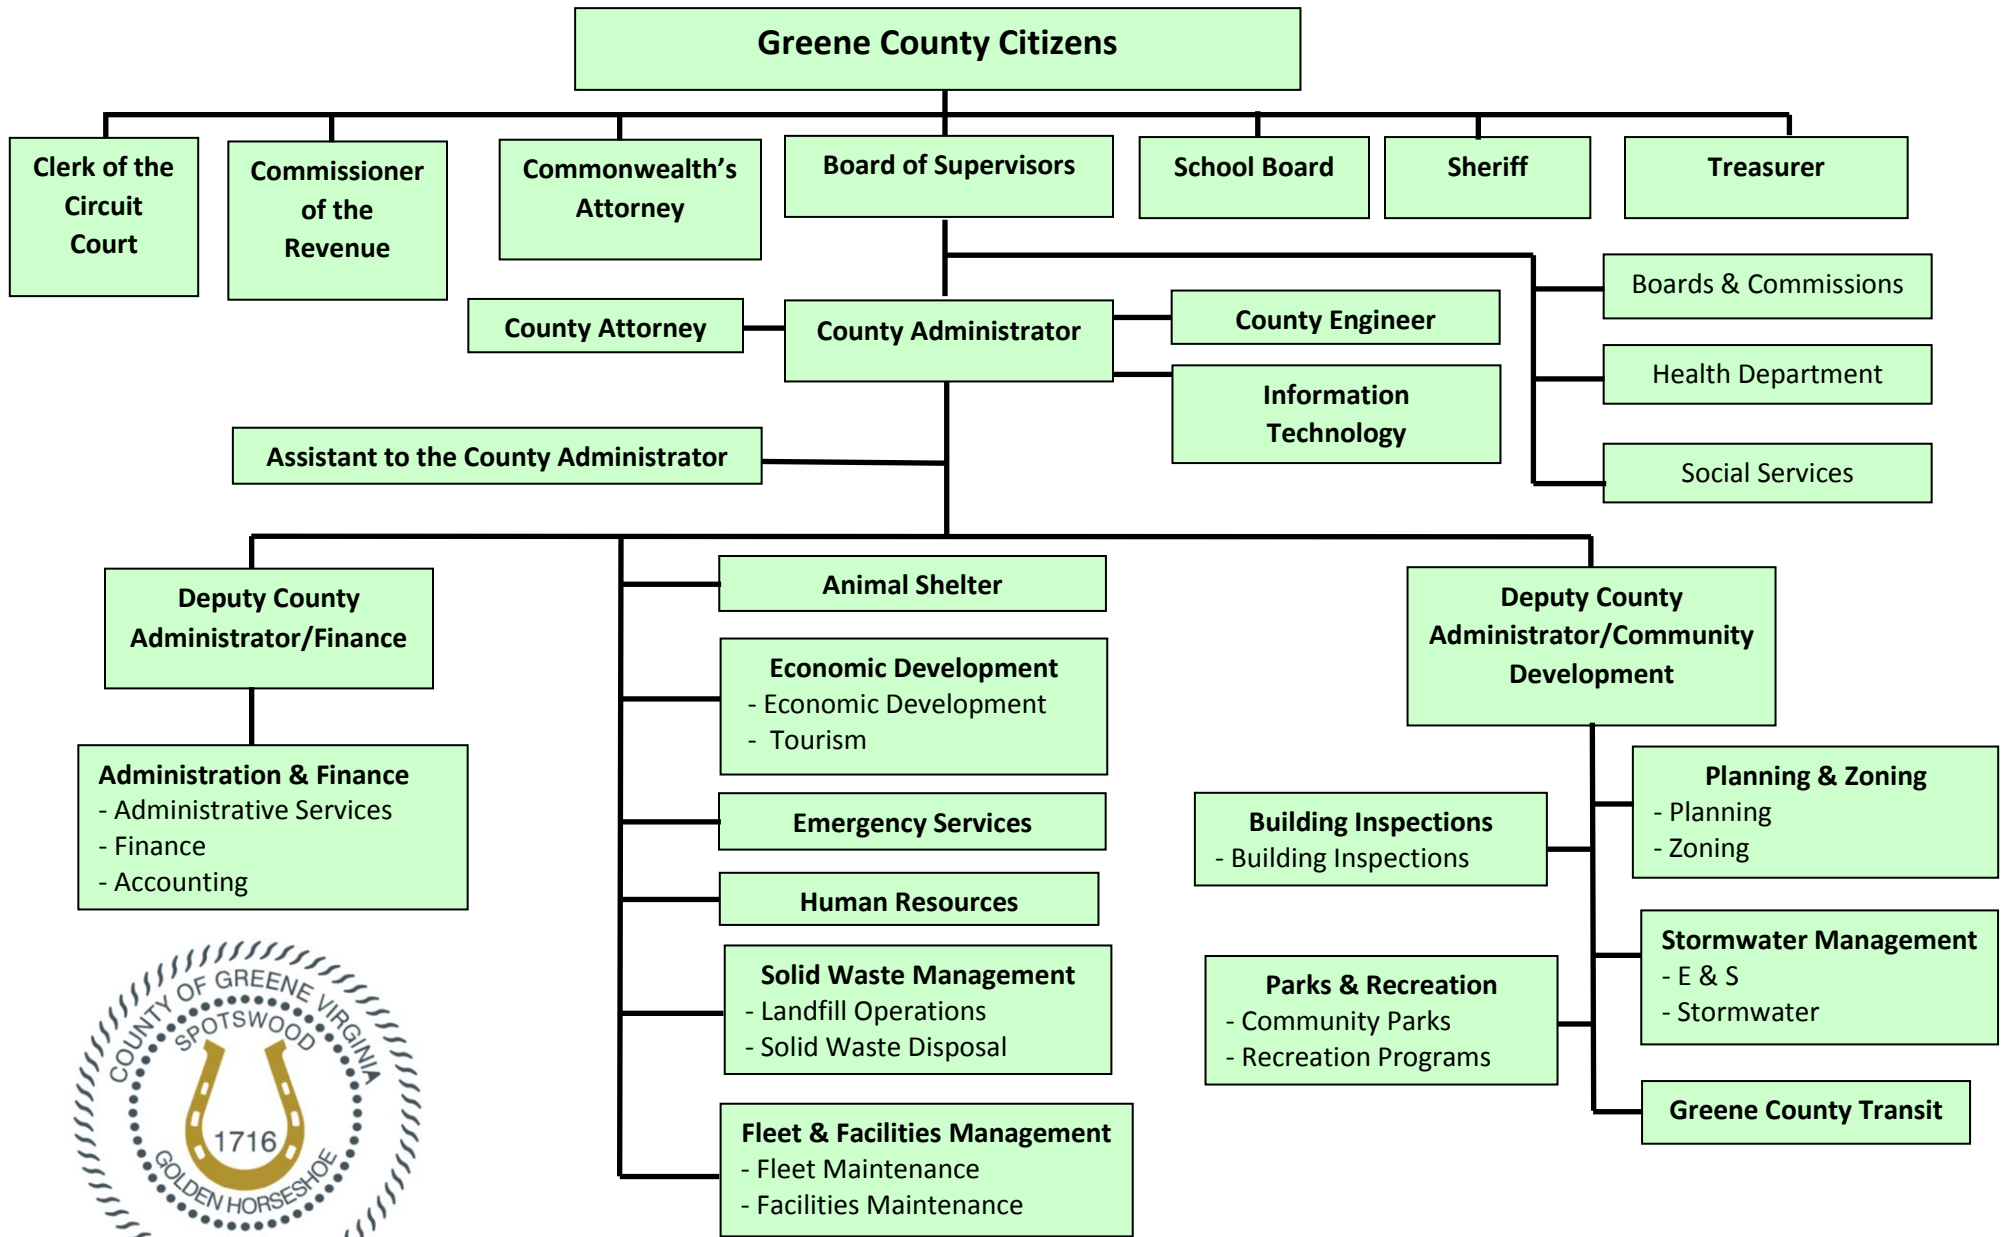 Greene County Citizens
Clerk of the
Circuit
Court
Commissioner
of the
Revenue
Commonwealth’s
Attorney
Board of Supervisors
School Board
Sheriff
Treasurer
Boards & Commissions
Health Department
Social Services
County Attorney
County Administrator
County Engineer
Information
Technology
Assistant to the County Administrator
Deputy County
Administrator/Finance
Administration & Finance
- Administrative Services
- Finance
- Accounting
Animal Shelter
Economic Development
- Economic Development
- Tourism
Emergency Services
Human Resources
Solid Waste Management
- Landfill Operations
- Solid Waste Disposal
Fleet & Facilities Management
- Fleet Maintenance
- Facilities Maintenance
Deputy County
Administrator/Community
Development
Building Inspections
- Building Inspections
Planning & Zoning
- Planning
- Zoning
Parks & Recreation
- Community Parks
- Recreation Programs
Stormwater Management
- E & S
- Stormwater
Greene County Transit
COUNTY OF GREENE VIRGINIA
SPOTSWOOD
1716
GOLDEN HORSESHOE